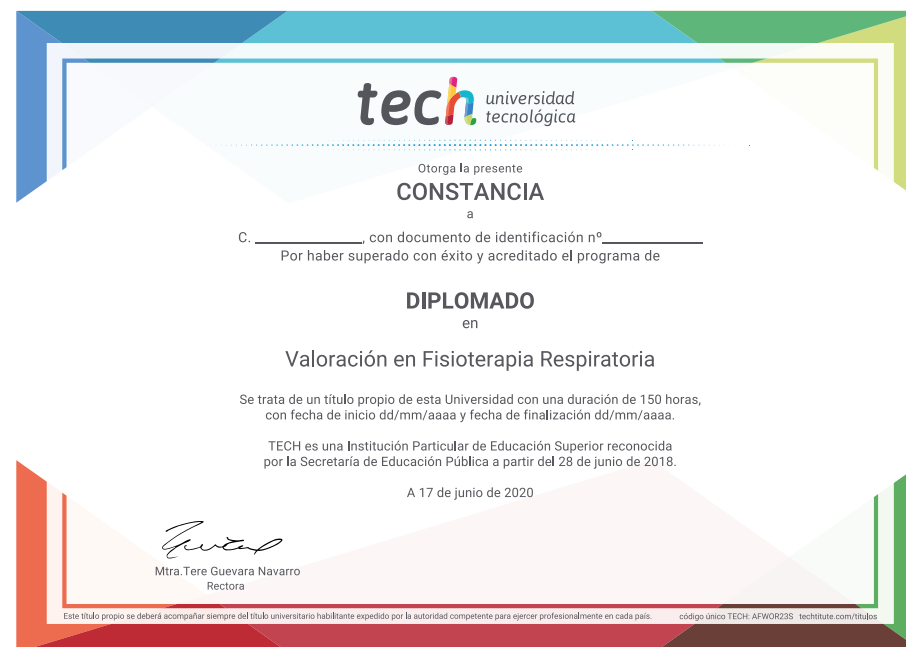 tech universidad
tecnológica
Otorga la presente
CONSTANCIA
a
C. ______________, con documento de identificación nº_____________
Por haber superado con éxito y acreditado el programa de
DIPLOMADO
en
Valoración en Fisioterapia Respiratoria
Se trata de un título propio de esta Universidad con una duración de 150 horas,
con fecha de inicio dd/mm/aaaa y fecha de finalización dd/mm/aaaa.
TECH es una Institución Particular de Educación Superior reconocida
por la Secretaría de Educación Pública a partir del 28 de junio de 2018.
A 17 de junio de 2020
Mtra.Tere Guevara Navarro
Rectora
Este título propio se deberá acompañar siempre del título universitario habilitante expedido por la autoridad competente para ejercer profesionalmente en cada país. código único TECH: AFWOR23S techtitute.com/titulos